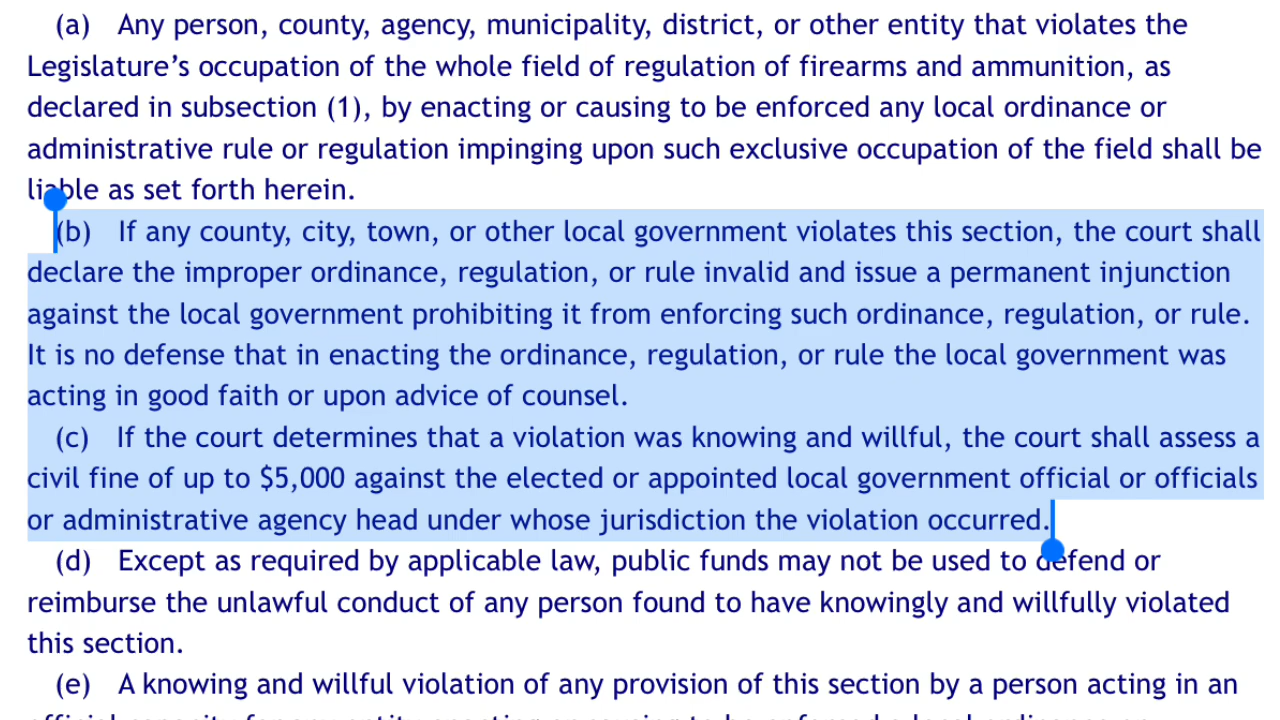 (a) Any person, county, agency, municipality, district, or other entity that violates the
Legislature’s occupation of the whole field of regulation of firearms and ammunition, as
declared in subsection (1), by enacting or causing to be enforced any local ordinance or
administrative rule or regulation impinging upon such exclusive occupation of the field shall be
liable as set forth herein.
(b) If any county, city, town, or other local government violates this section, the court shall
declare the improper ordinance, regulation, or rule invalid and issue a permanent injunction
against the local government prohibiting it from enforcing such ordinance, regulation, or rule.
It is no defense that in enacting the ordinance, regulation, or rule the local government was
acting in good faith or upon advice of counsel.
(c) If the court determines that a violation was knowing and willful, the court shall assess a
civil fine of up to $5,000 against the elected or appointed local government official or officials
or administrative agency head under whose jurisdiction the violation occurred.
(d) Except as required by applicable law, public funds may not be used to defend or
reimburse the unlawful conduct of any person found to have knowingly and willfully violated
this section.
(e) A knowing and willful violation of any provision of this section by a person acting in an